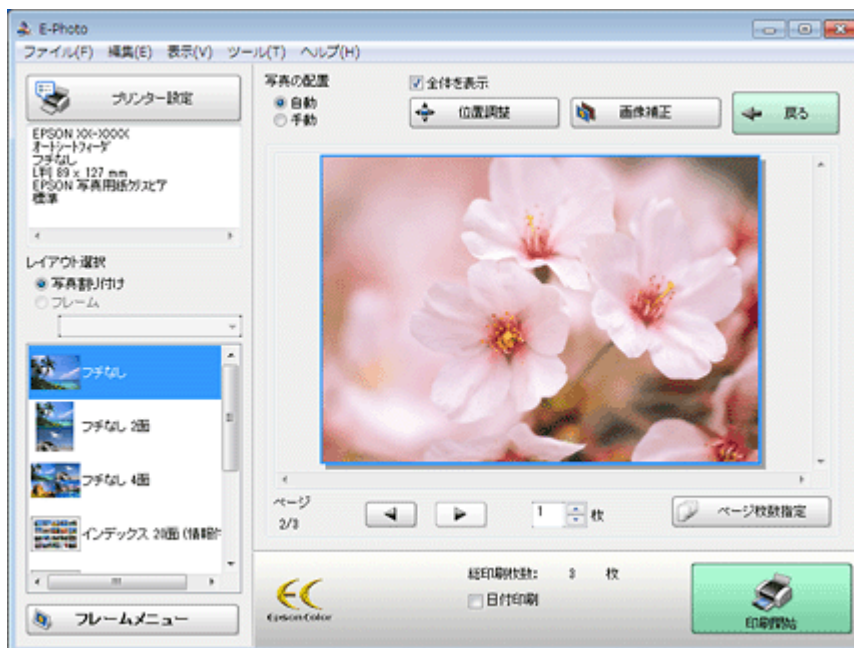 E-Photo
ファイル(F) 編集(E) 表示(V) ツール(T) ヘルプ(H)
プリンター設定
EPSON XX-XXXX
オートシートフィーダ
フチなし
L判 89 x 127 mm
EPSON 写真用紙クリスピア
標準
レイアウト選択
写真割り付け
フレーム
フチなし
フチなし 2面
フチなし 4面
インデックス 20面 (情報付
フレームメニュー
写真の配置
自動
手動
全体を表示
位置調整
画像補正
戻る
ページ
2/3
1 枚
ページ枚数指定
Epson Color
総印刷枚数: 3 枚
日付印刷
印刷開始